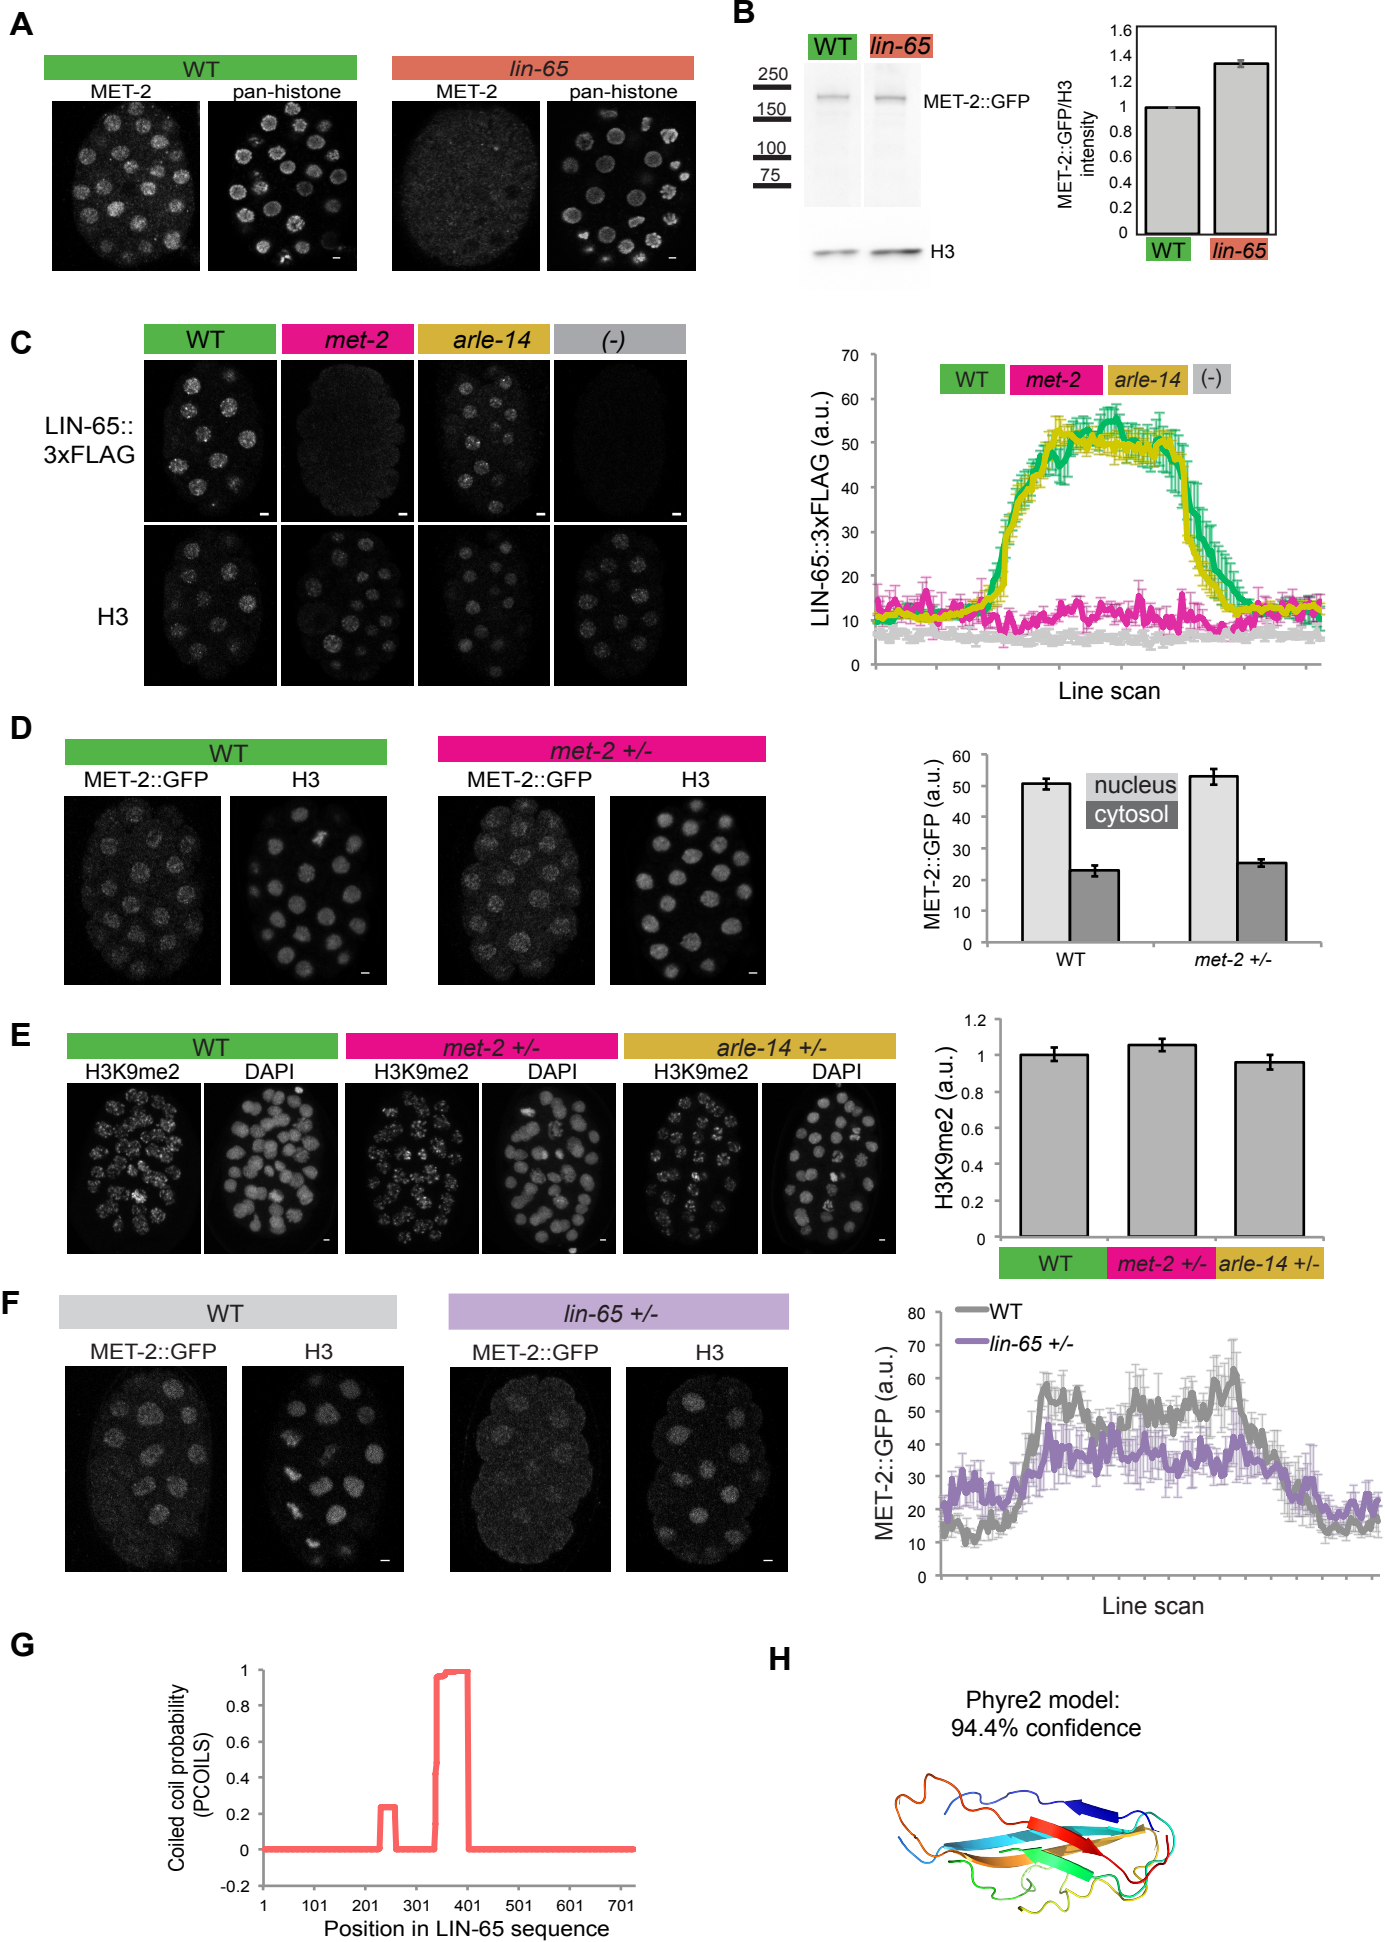 A
WT
lin-65
MET-2
pan-histone
MET-2
pan-histone
B
WT
lin-65
250
150
100
75
MET-2::GFP
H3
MET-2::GFP/H3
intensity
1.6
1.4
1.2
1
0.8
0.6
0.4
0.2
0
WT
lin-65
C
WT
met-2
arle-14
(-)
LIN-65::
3xFLAG
H3
LIN-65::3xFLAG (a.u.)
70
60
50
40
30
20
10
0
WT
met-2
arle-14
(-)
Line scan
D
WT
met-2 +/-
MET-2::GFP
H3
MET-2::GFP
H3
MET-2::GFP (a.u.)
60
50
40
30
20
10
0
nucleus
cytosol
WT
met-2 +/-
E
WT
met-2 +/-
arle-14 +/-
H3K9me2
DAPI
H3K9me2
DAPI
H3K9me2
DAPI
H3K9me2 (a.u.)
1.2
1
0.8
0.6
0.4
0.2
0
WT
met-2 +/-
arle-14 +/-
F
WT
lin-65 +/-
MET-2::GFP
H3
MET-2::GFP
H3
MET-2::GFP (a.u.)
80
70
60
50
40
30
20
10
0
WT
lin-65 +/-
Line scan
G
Coiled coil probability
(PCOILS)
1
0.8
0.6
0.4
0.2
0
-0.2
1
101
201
301
401
501
601
701
Position in LIN-65 sequence
H
Phyre2 model:
94.4% confidence